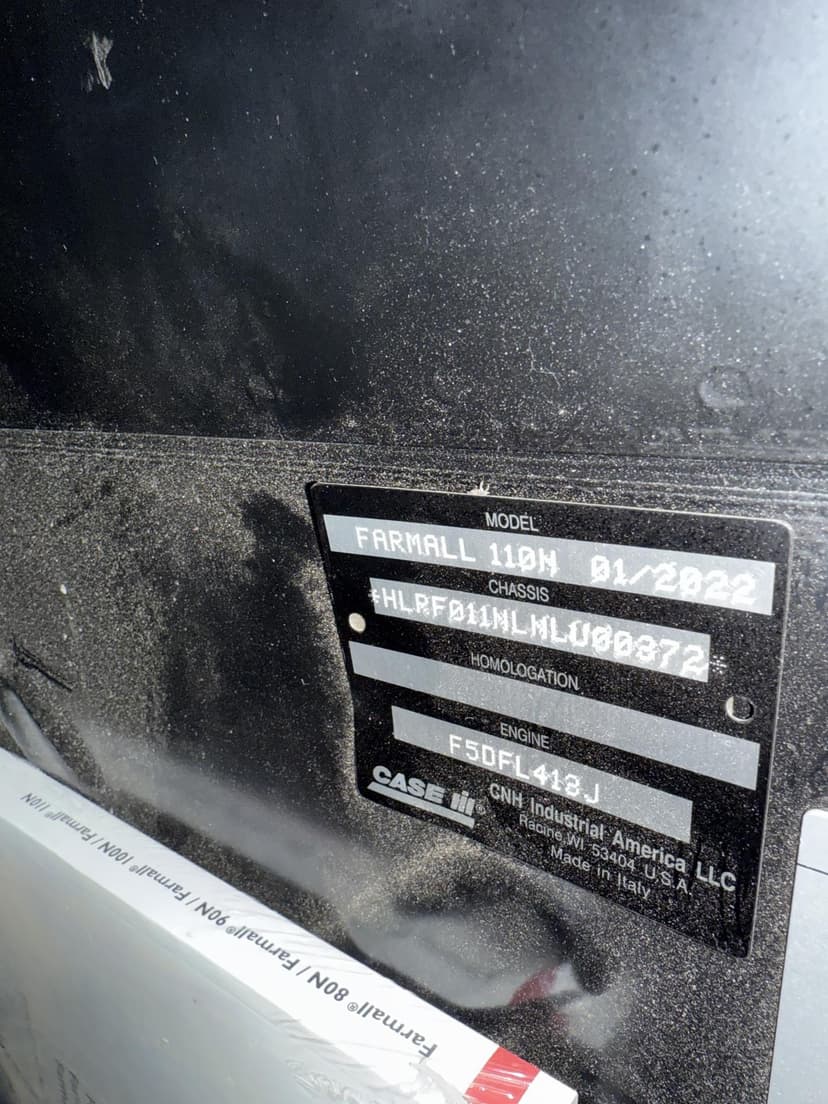 MODEL
FARMALL 110N 01/2022
CHASSIS
*HLRF011NLNLU00372*
HOMOLOGATION
ENGINE
F5DFL413J
CASE IH®
CNH Industrial America LLC
Racine, WI 53404 U.S.A.
Made in Italy
Farmall® 80N / Farmall® 90N / Farmall® 100N / Farmall® 110N